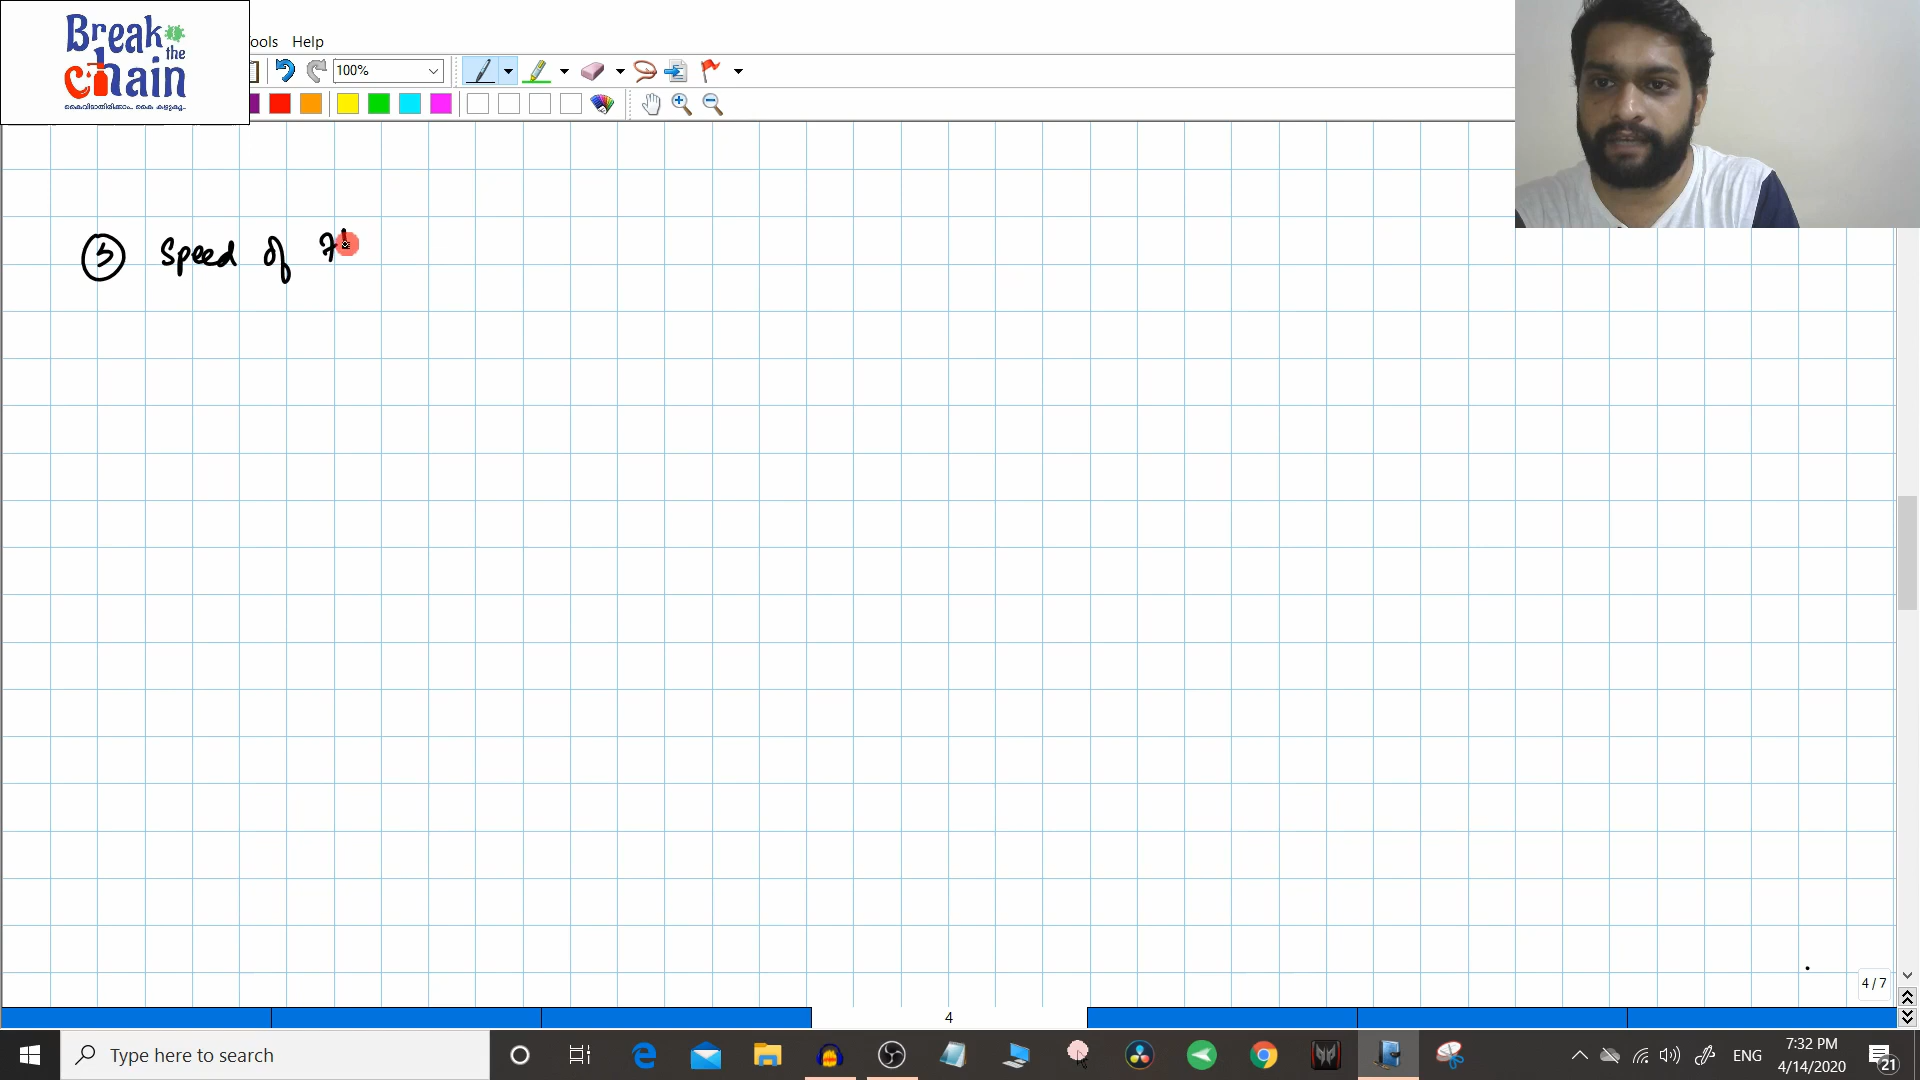 Break
the
chain
കൈവിടാതിരിക്കാം.. കൈ കഴുകൂ..
ools Help
100%
③ Speed of
4 / 7
4
Type here to search
ENG
7:32 PM
4/14/2020
21